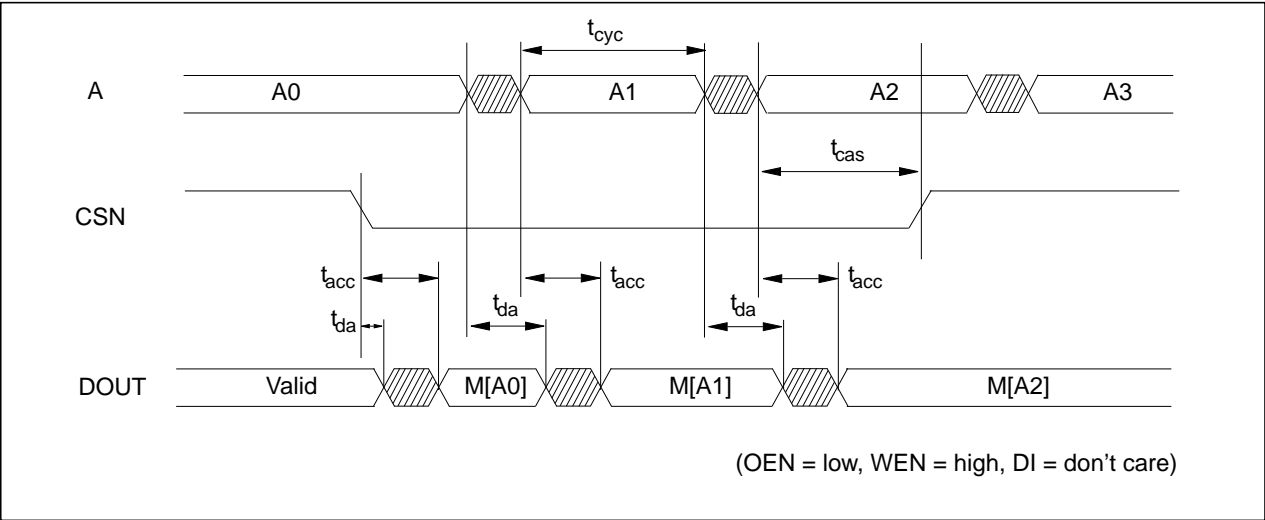 t_cyc
A A0 A1 A2 A3
t_cas
CSN
t_acc t_acc t_acc
t_da t_da t_da
DOUT Valid M[A0] M[A1] M[A2]
(OEN = low, WEN = high, DI = don't care)